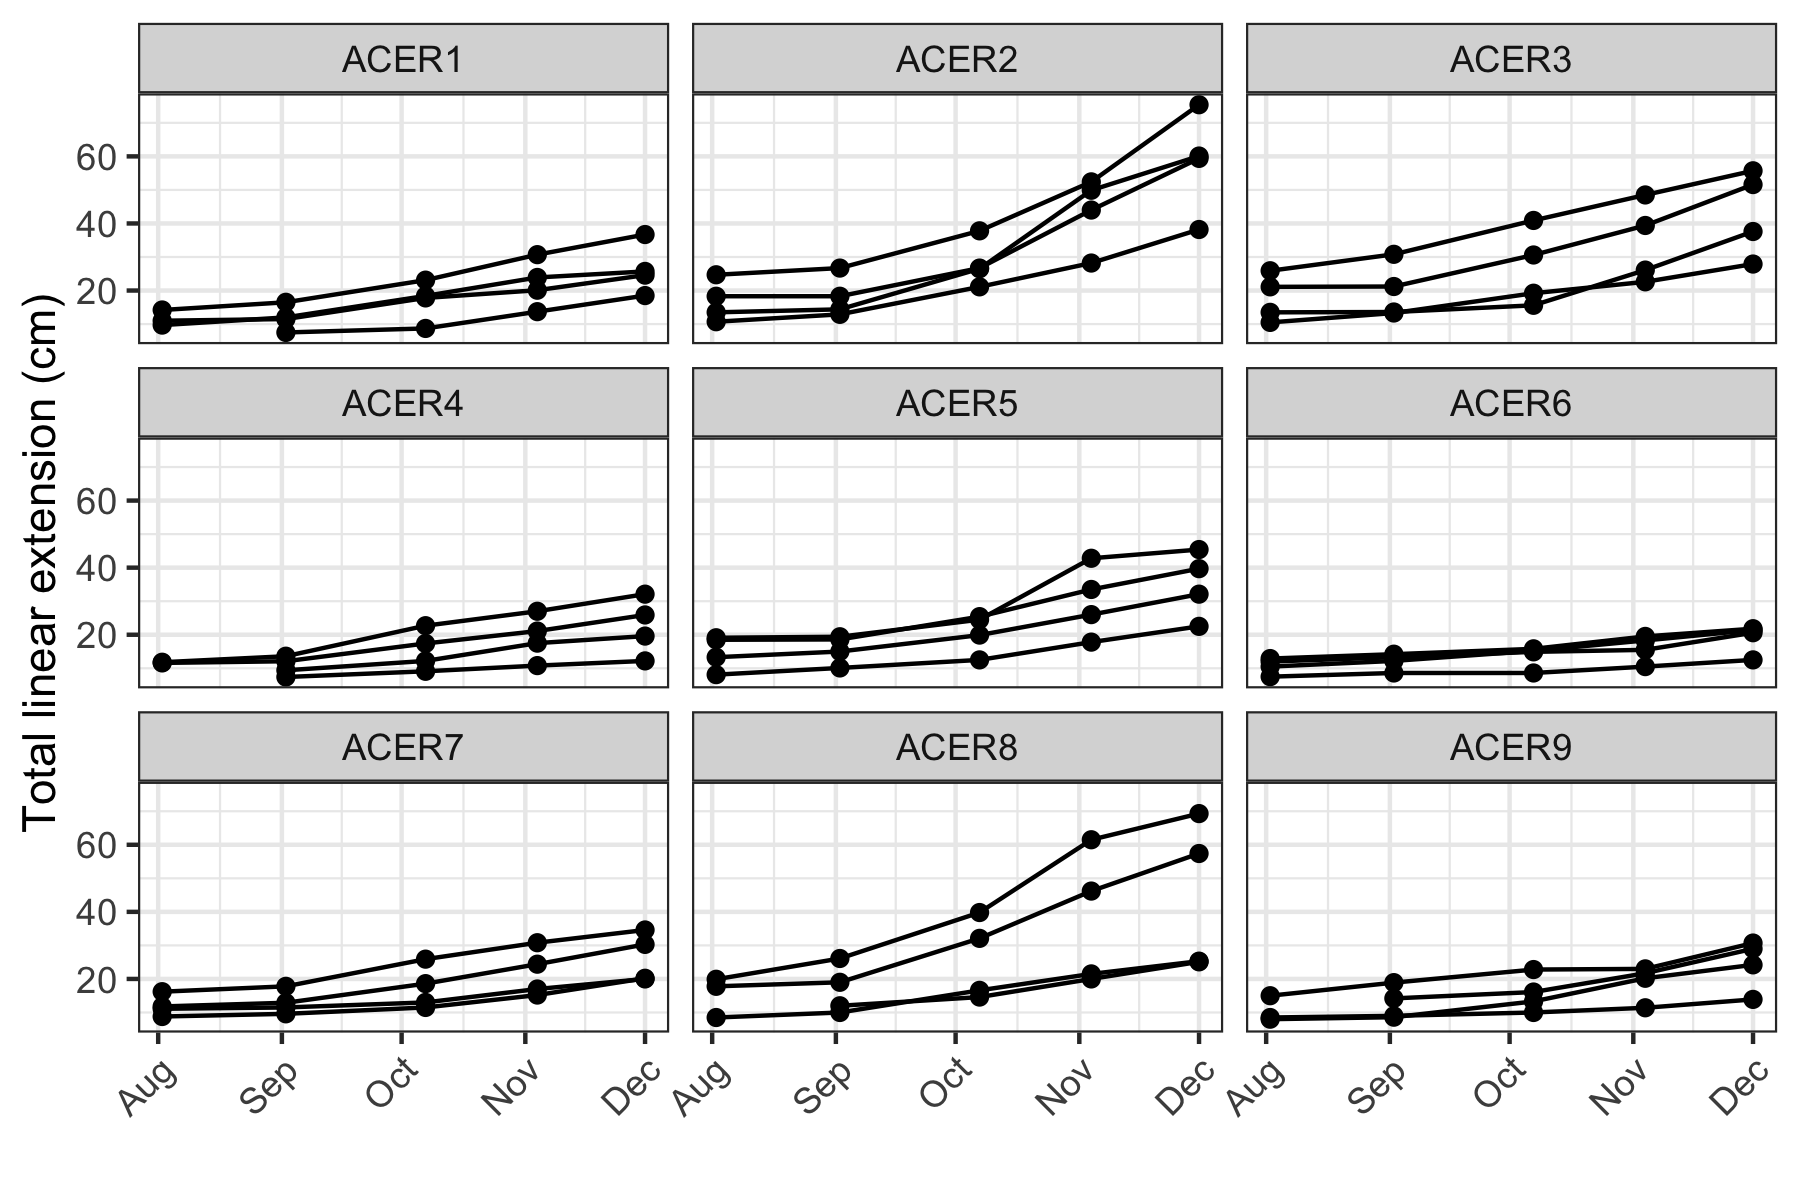 ACER1 ACER2 ACER3
60
40
20
ACER4 ACER5 ACER6
60
40
20
ACER7 ACER8 ACER9
60
40
20
Aug Sep Oct Nov Dec Aug Sep Oct Nov Dec Aug Sep Oct Nov Dec
Total linear extension (cm)